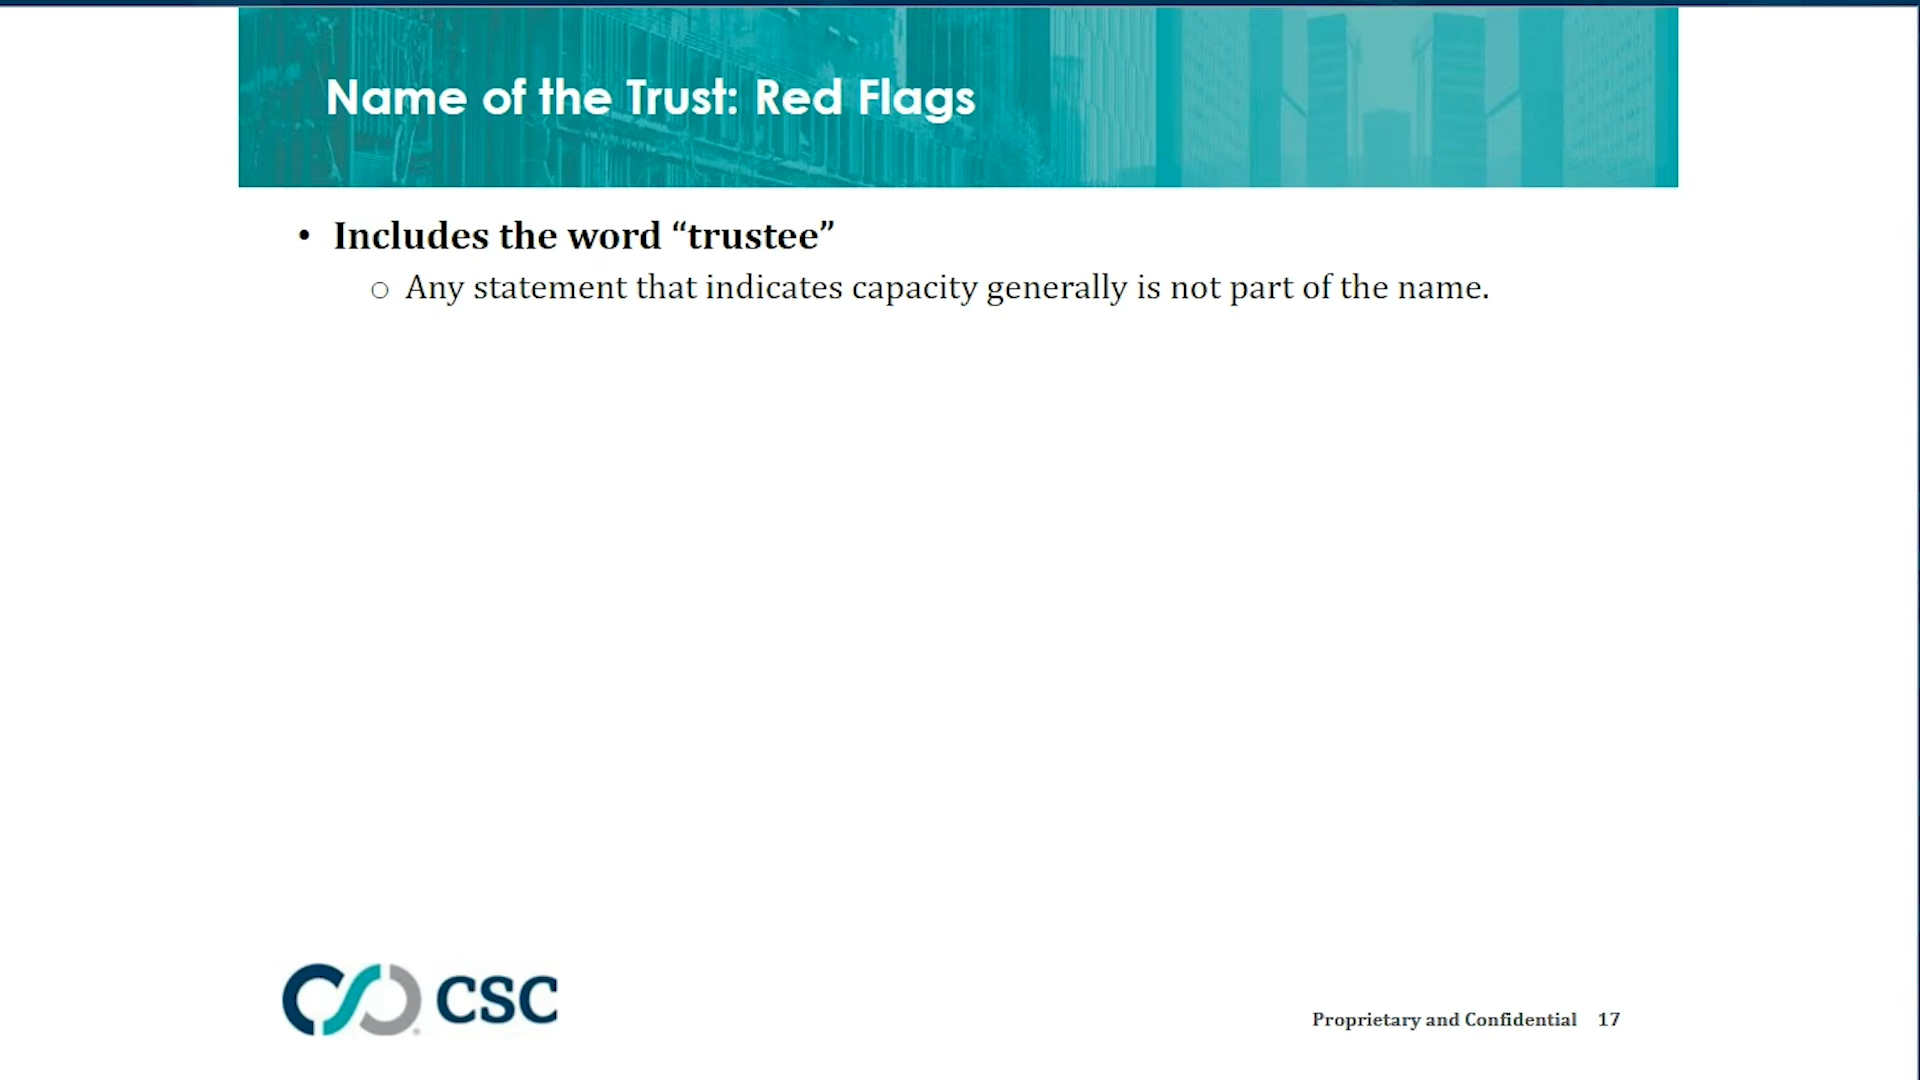 Name of the Trust: Red Flags
• Includes the word “trustee”
○ Any statement that indicates capacity generally is not part of the name.
CSC
Proprietary and Confidential 17